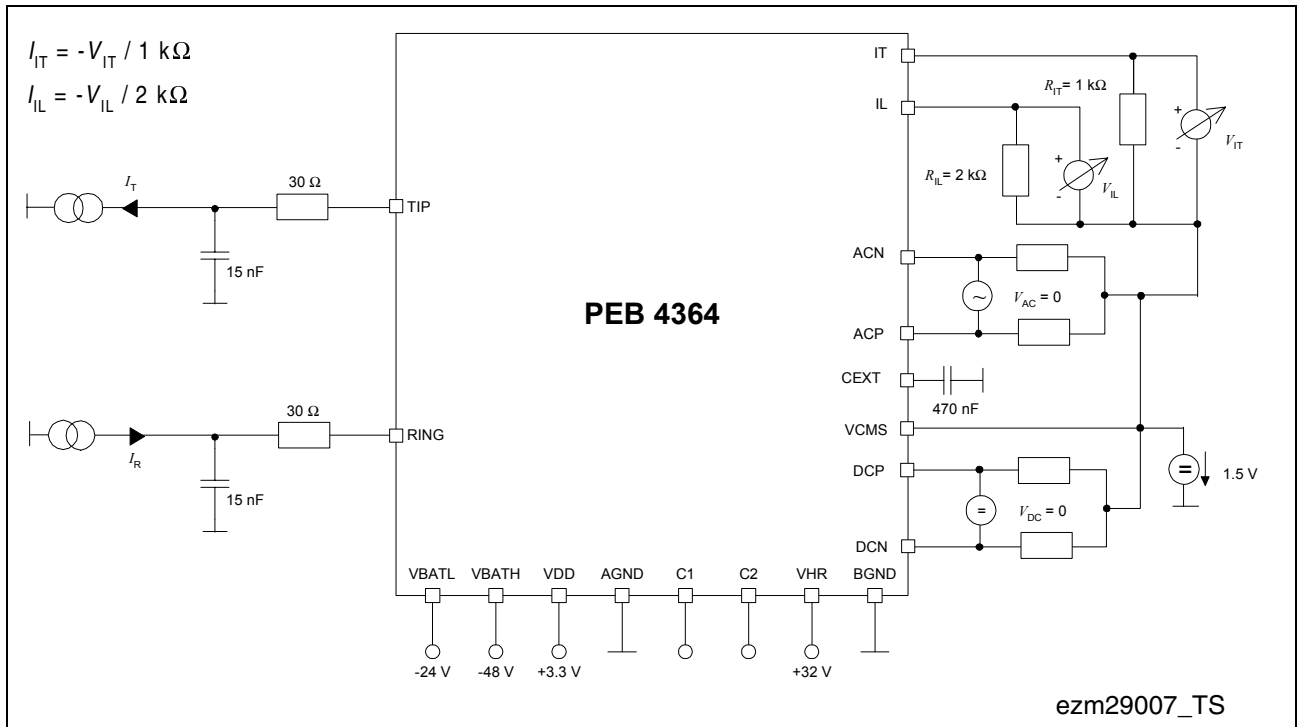 I_IT = -V_IT / 1 kΩ
I_IL = -V_IL / 2 kΩ
IT
R_IT = 1 kΩ
IL
+
-
V_IT
R_IL = 2 kΩ
+
-
V_IL
I_T
30 Ω
TIP
15 nF
ACN
V_AC = 0
~
PEB 4364
ACP
CEXT
470 nF
I_R
30 Ω
RING
15 nF
VCMS
DCP
=
1.5 V
=
V_DC = 0
DCN
VBATL VBATH VDD AGND C1 C2 VHR BGND
-24 V -48 V +3.3 V +32 V
ezm29007_TS